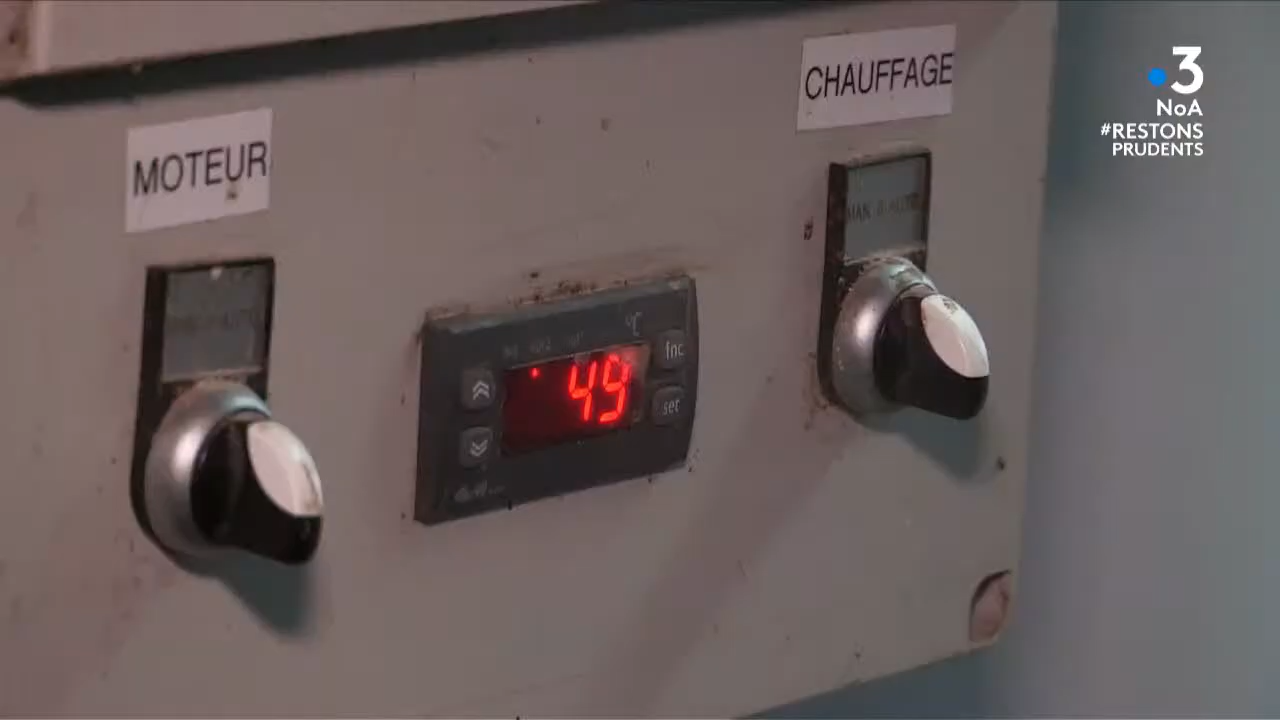 MOTEUR
CHAUFFAGE
°C
49
fnc
set
3
NoA
#RESTONS
PRUDENTS